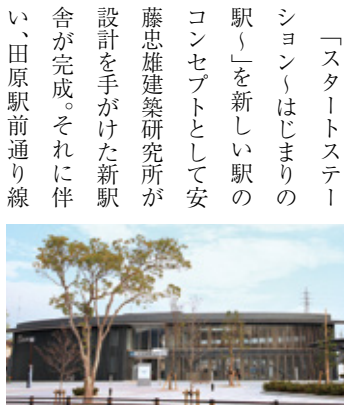 「スタートステー
ション～はじまりの
駅～」を新しい駅の
コンセプトとして安
藤忠雄建築研究所が
設計を手がけた新駅
舎が完成。それに伴
い、田原駅前通り線